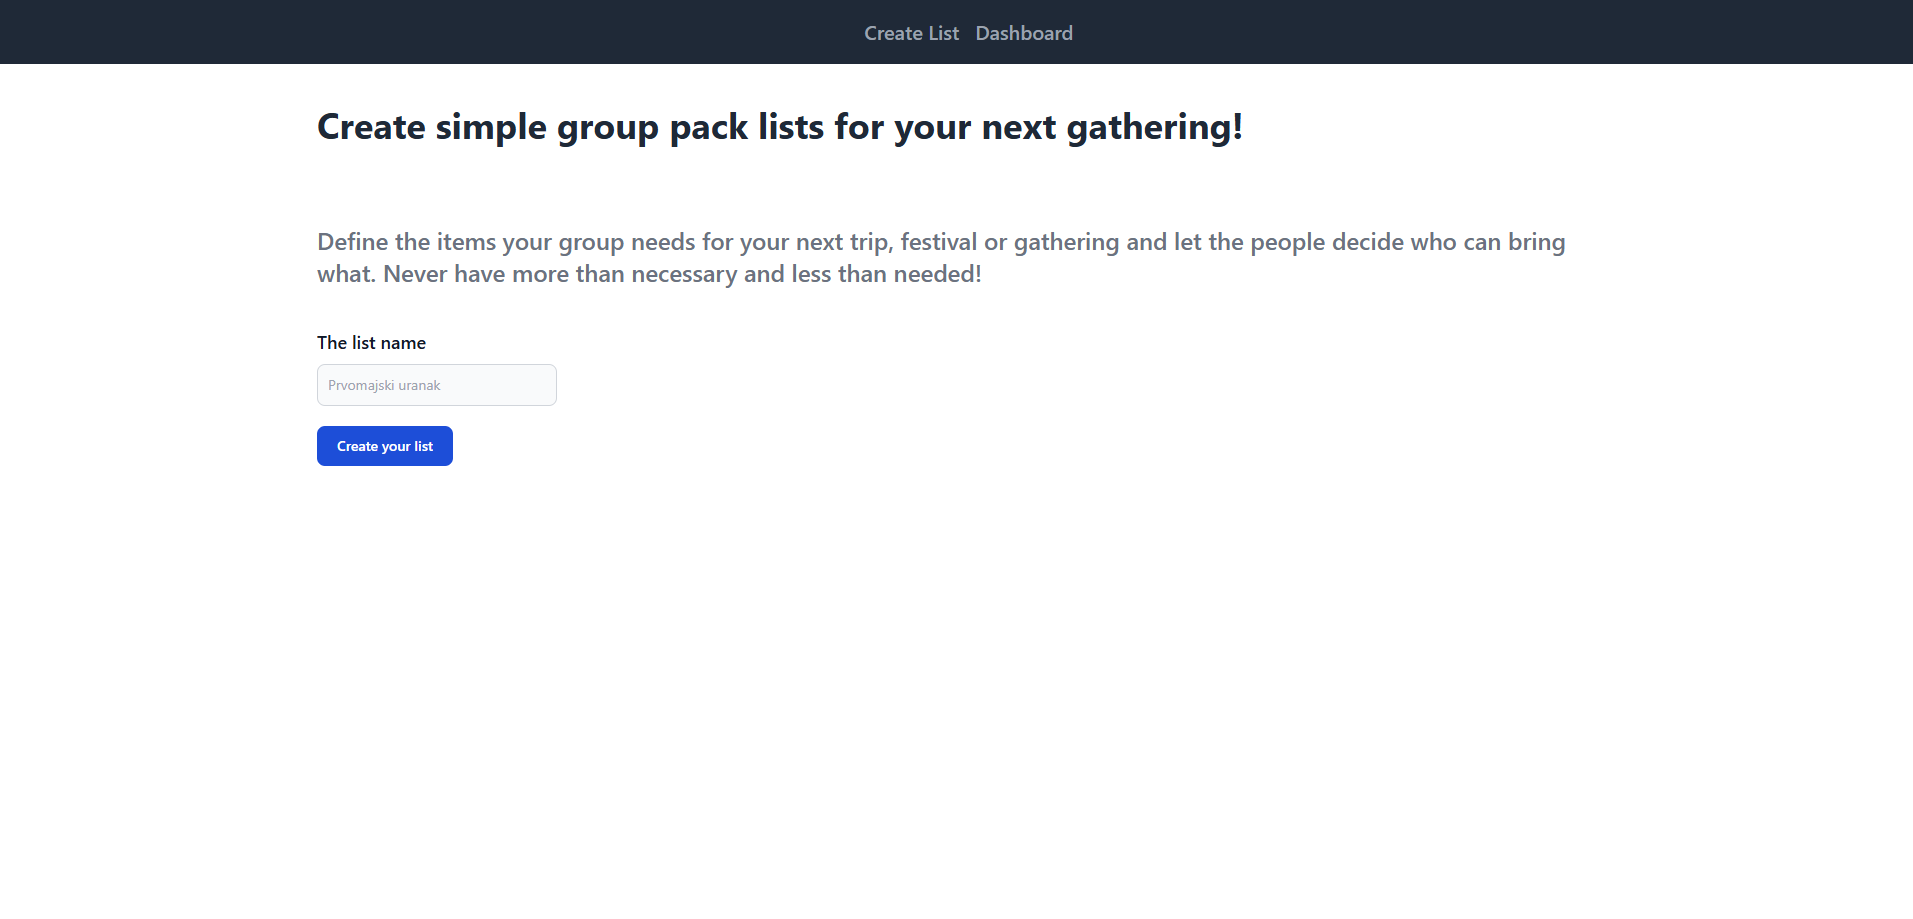 Create List Dashboard
Create simple group pack lists for your next gathering!
Define the items your group needs for your next trip, festival or gathering and let the people decide who can bring
what. Never have more than necessary and less than needed!
The list name
Prvomajski uranak
Create your list